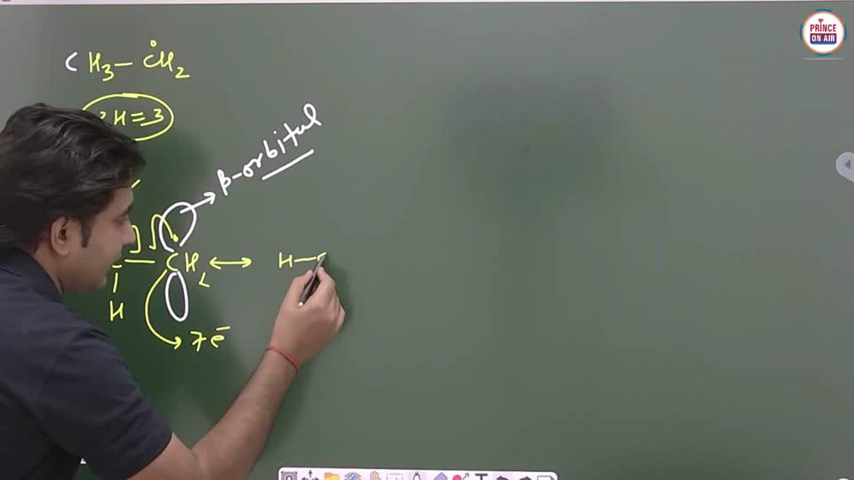 CH₃–ĊH₂
H = 3
β-orbital
CH₂ ↔ H–
H
7e⁻
PRINCE
ON AIR